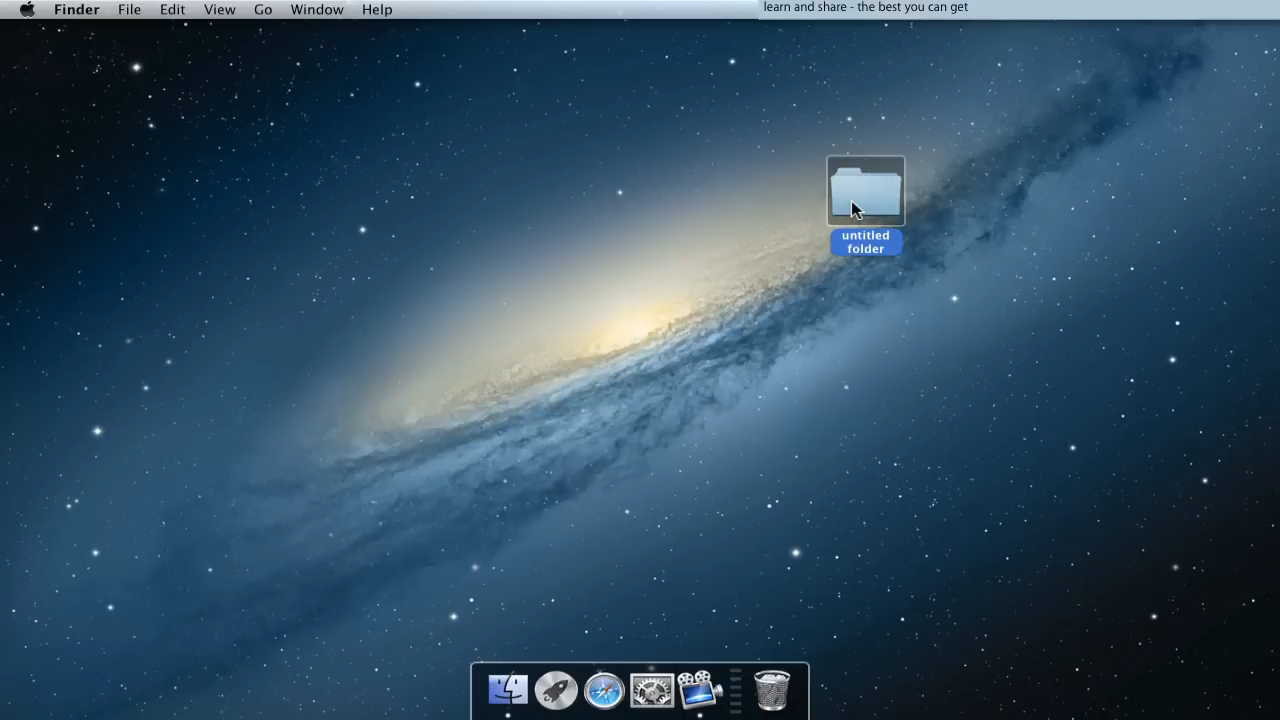 Finder File Edit View Go Window Help
learn and share - the best you can get
untitled
folder